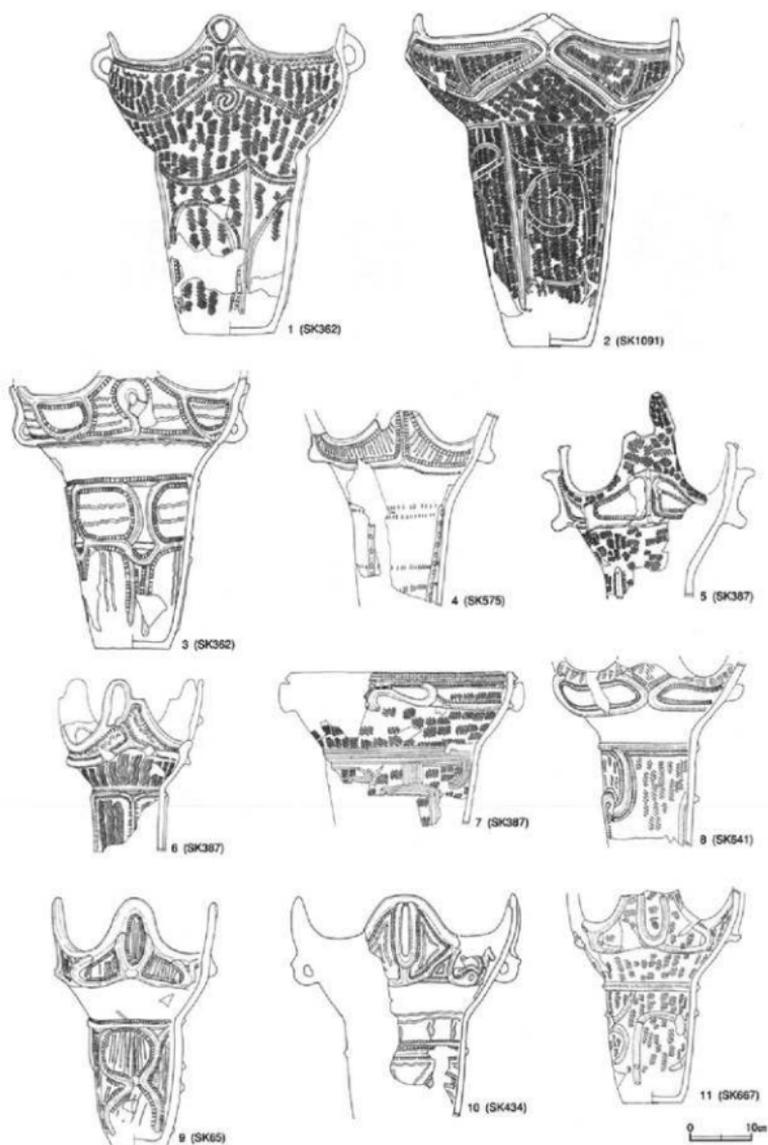 1 (SK362)
2 (SK1091)
3 (SK362)
4 (SK575)
5 (SK387)
6 (SK387)
7 (SK387)
8 (SK641)
9 (SK65)
10 (SK434)
11 (SK667)
0 10cm